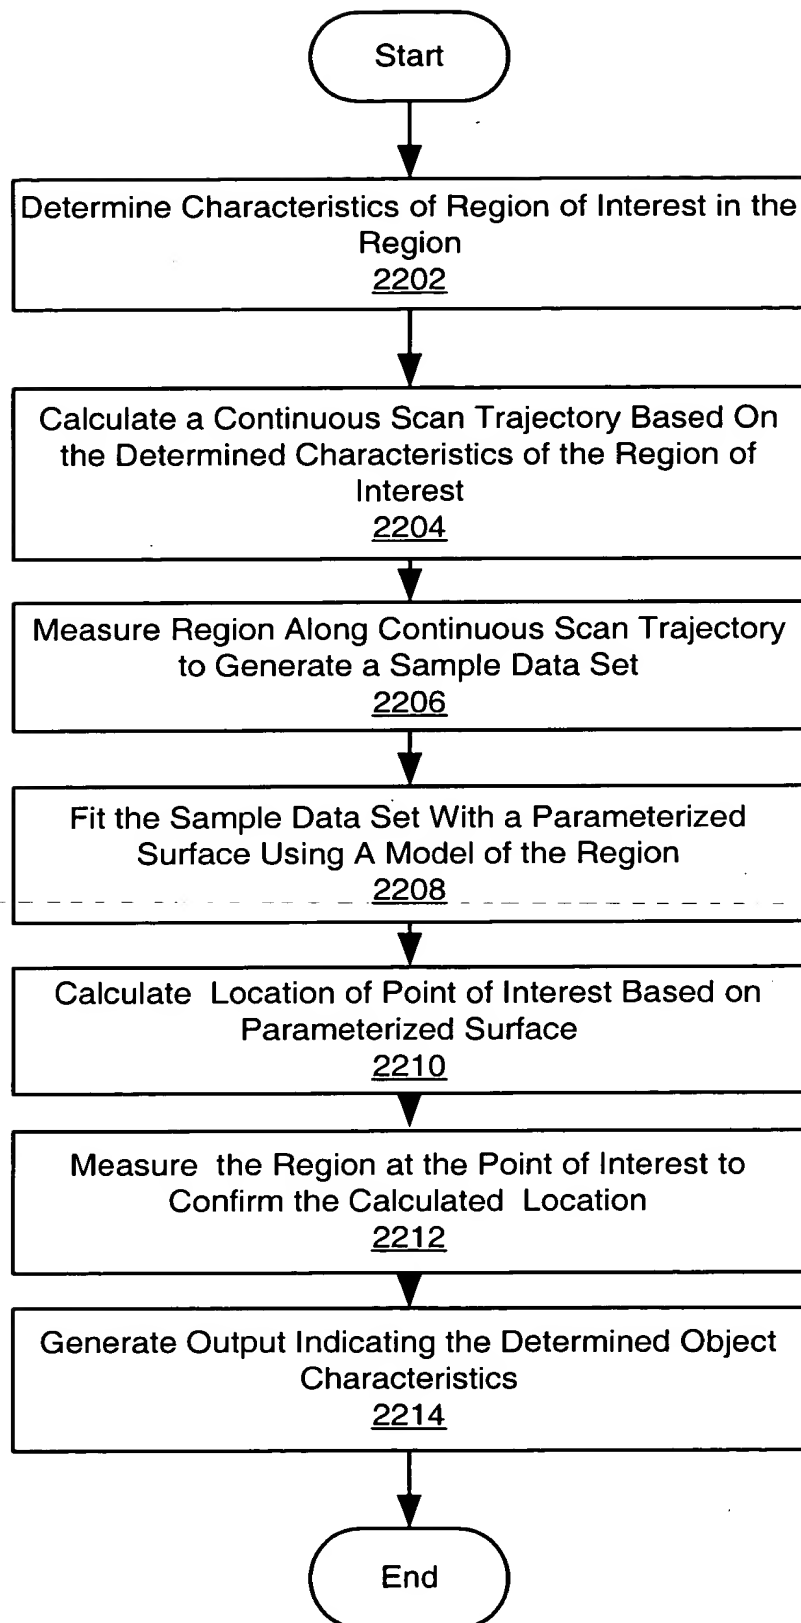 Start
Determine Characteristics of Region of Interest in the
Region
2202
Calculate a Continuous Scan Trajectory Based On
the Determined Characteristics of the Region of
Interest
2204
Measure Region Along Continuous Scan Trajectory
to Generate a Sample Data Set
2206
Fit the Sample Data Set With a Parameterized
Surface Using A Model of the Region
2208
Calculate Location of Point of Interest Based on
Parameterized Surface
2210
Measure the Region at the Point of Interest to
Confirm the Calculated Location
2212
Generate Output Indicating the Determined Object
Characteristics
2214
End